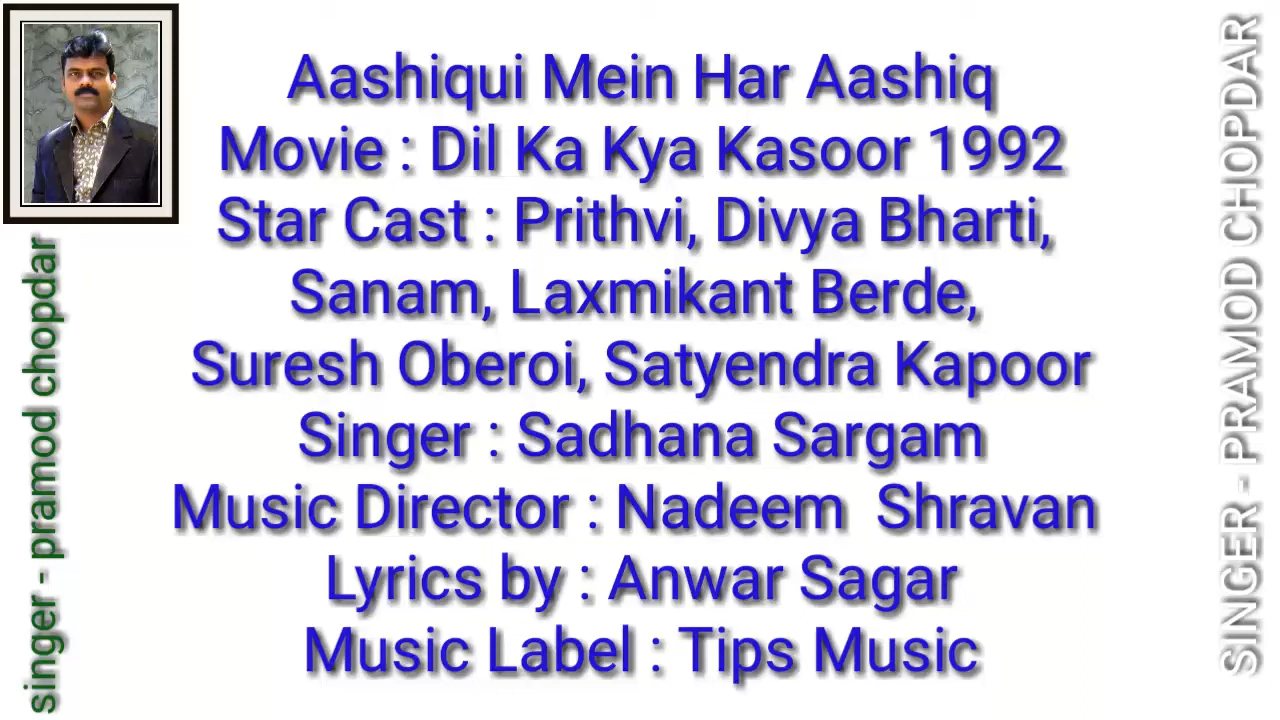 Aashiqui Mein Har Aashiq
Movie : Dil Ka Kya Kasoor 1992
Star Cast : Prithvi, Divya Bharti,
Sanam, Laxmikant Berde,
Suresh Oberoi, Satyendra Kapoor
Singer : Sadhana Sargam
Music Director : Nadeem  Shravan
Lyrics by : Anwar Sagar
Music Label : Tips Music
singer - pramod chopdar
SINGER - PRAMOD CHOPDAR